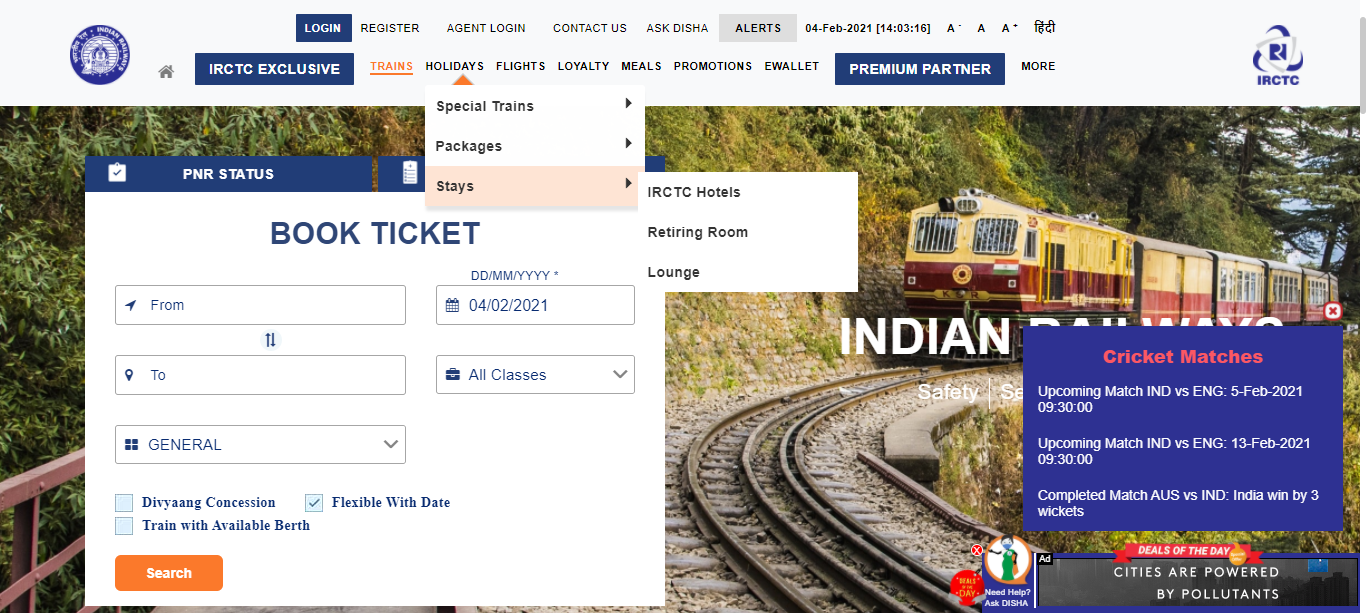 LOGIN REGISTER AGENT LOGIN CONTACT US ASK DISHA ALERTS 04-Feb-2021 [14:03:16] A- A A+ हिंदी
IRCTC EXCLUSIVE TRAINS HOLIDAYS FLIGHTS LOYALTY MEALS PROMOTIONS EWALLET PREMIUM PARTNER MORE
INDIAN RAILWAYS
IRCTC
Special Trains
Packages
Stays
IRCTC Hotels
Retiring Room
Lounge
PNR STATUS
BOOK TICKET
DD/MM/YYYY *
From
04/02/2021
To
All Classes
GENERAL
Divyaang Concession
Flexible With Date
Train with Available Berth
Search
INDIAN RAILWAYS
Safety
Cricket Matches
Upcoming Match IND vs ENG: 5-Feb-2021
09:30:00
Upcoming Match IND vs ENG: 13-Feb-2021
09:30:00
Completed Match AUS vs IND: India win by 3
wickets
Need Help?
Ask DISHA
DEALS
DAY
Ad
DEALS OF THE DAY
CITIES ARE POWERED
BY POLLUTANTS